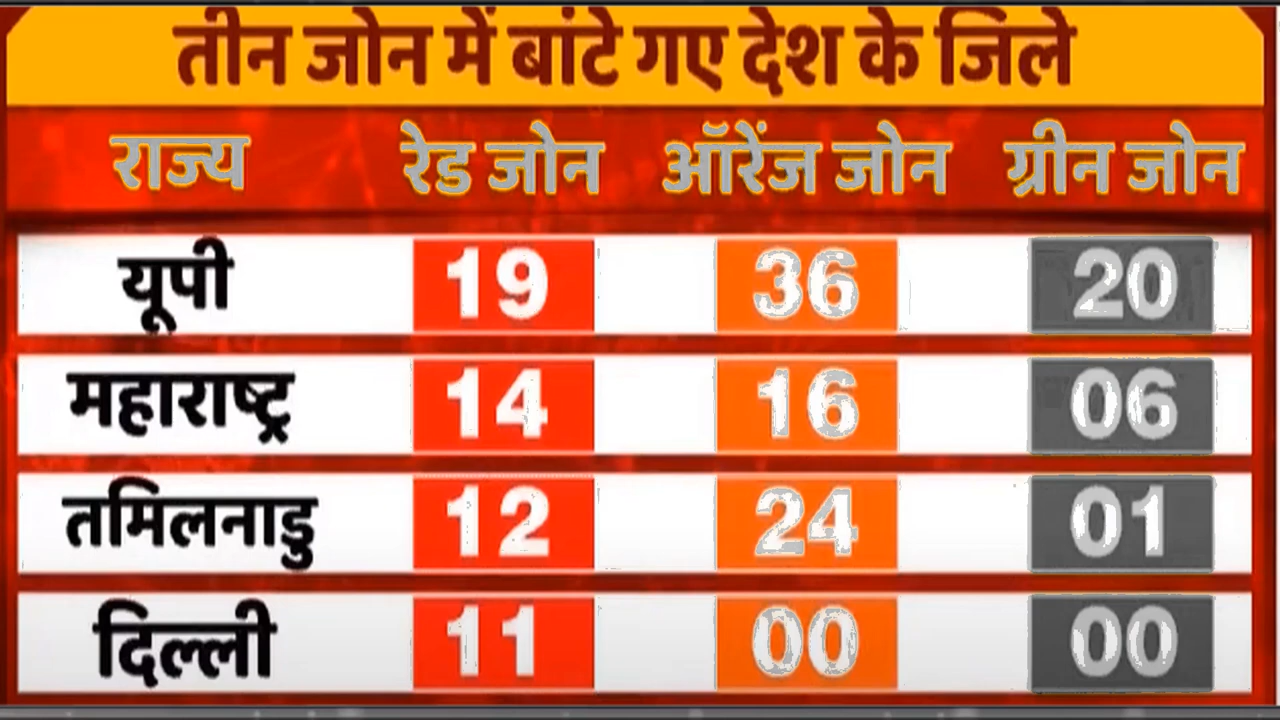 तीन जोन में बांटे गए देश के जिले
राज्य रेड जोन ऑरेंज जोन ग्रीन जोन
यूपी 19 36 20
महाराष्ट्र 14 16 06
तमिलनाडु 12 24 01
दिल्ली 11 00 00